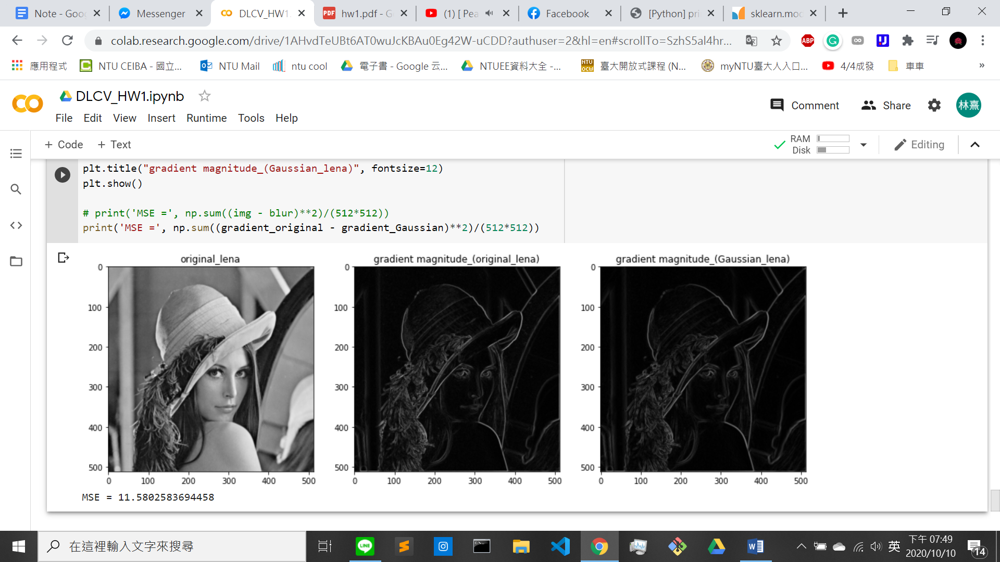 Note - Goo
Messenger
DLCV_HW1.
PDF
hw1.pdf - G
(1) [ Pea
Facebook
[Python] pri
sklearn.mod
colab.research.google.com/drive/1AHvdTeUBt6AT0wuJcKBAu0Eg42W-uCDD?authuser=2&hl=en#scrollTo=SzhS5al4hr...
ABP
應用程式
NTU CEIBA - 國立...
NTU Mail
ntu cool
電子書 - Google 云...
NTUEE資料大全 -...
NTU OCW
臺大開放式課程 (N...
myNTU臺大人入口...
4/4成發
車車
»
DLCV_HW1.ipynb
Comment
Share
林熹
File Edit View Insert Runtime Tools Help
+ Code + Text
RAM
Disk
Editing
plt.title("gradient magnitude_(Gaussian_lena)", fontsize=12)
plt.show()
# print('MSE =', np.sum((img - blur)**2)/(512*512))
print('MSE =', np.sum((gradient_original - gradient_Gaussian)**2)/(512*512))
original_lena
0
100
200
300
400
500
0 100 200 300 400 500
gradient magnitude_(original_lena)
0
100
200
300
400
500
0 100 200 300 400 500
gradient magnitude_(Gaussian_lena)
0
100
200
300
400
500
0 100 200 300 400 500
MSE = 11.5802583694458
在這裡輸入文字來搜尋
LINE
英
下午 07:49
2020/10/10
14